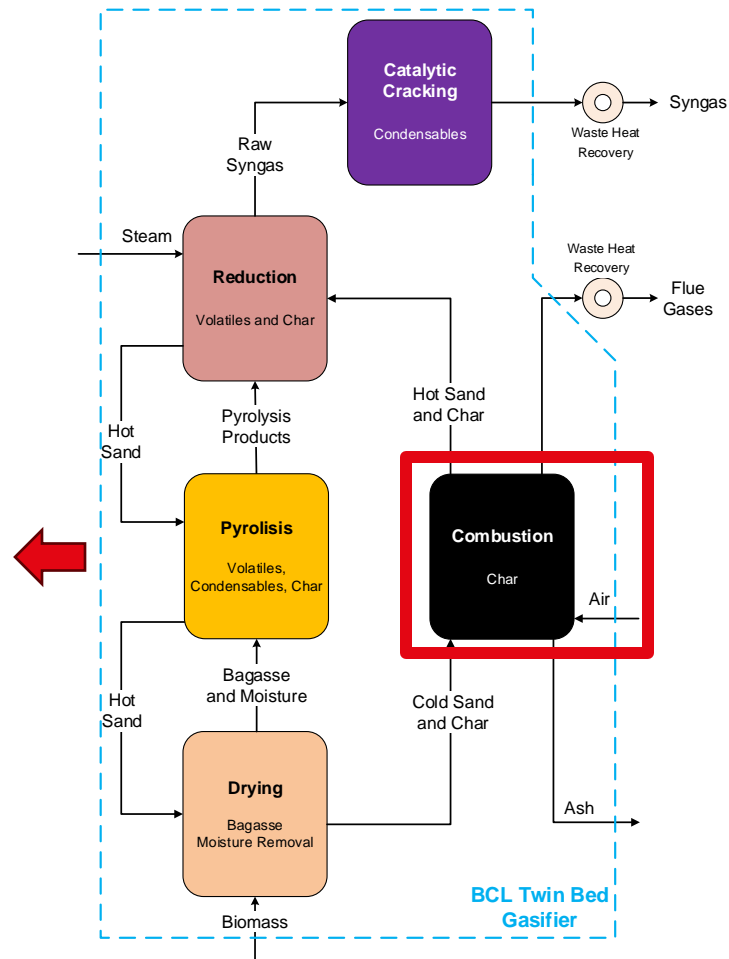 Catalytic
Cracking
Condensables
Syngas
Waste Heat
Recovery
Raw
Syngas
Steam
Waste Heat
Recovery
Flue
Gases
Reduction
Volatiles and Char
Hot Sand
and Char
Pyrolysis
Products
Hot
Sand
Pyrolisis
Volatiles,
Condensables, Char
Combustion
Char
Air
Bagasse
and Moisture
Hot
Sand
Cold Sand
and Char
Drying
Bagasse
Moisture Removal
Ash
BCL Twin Bed
Gasifier
Biomass